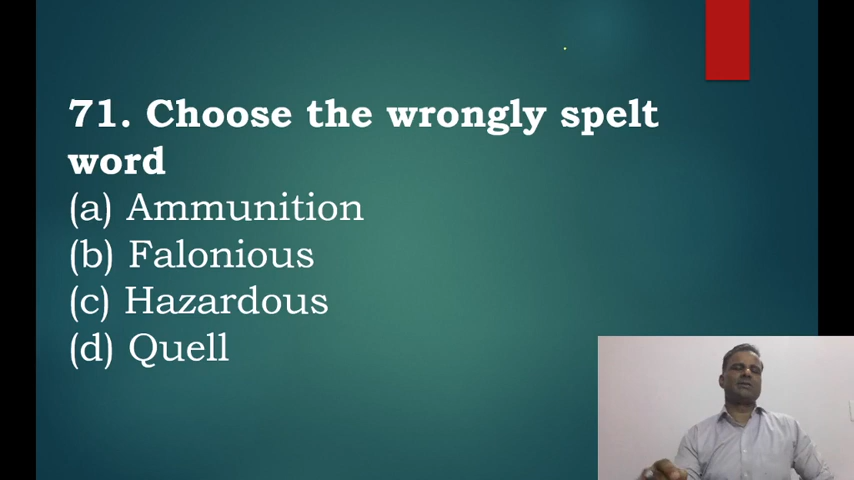 71. Choose the wrongly spelt
word
(a) Ammunition
(b) Falonious
(c) Hazardous
(d) Quell